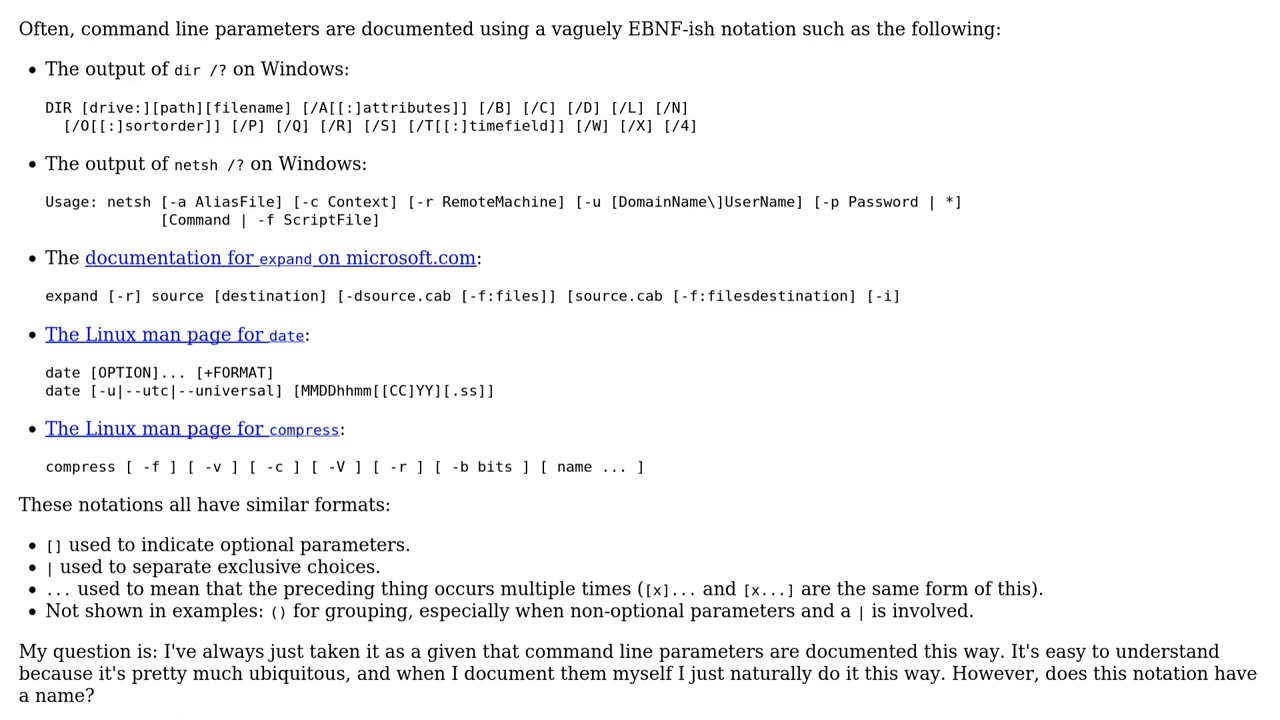 Often, command line parameters are documented using a vaguely EBNF-ish notation such as the following:
• The output of dir /? on Windows:
DIR [drive:][path][filename] [/A[[:]attributes]] [/B] [/C] [/D] [/L] [/N]
[/O[[:]sortorder]] [/P] [/Q] [/R] [/S] [/T[[:]timefield]] [/W] [/X] [/4]
• The output of netsh /? on Windows:
Usage: netsh [-a AliasFile] [-c Context] [-r RemoteMachine] [-u [DomainName\]UserName] [-p Password | *]
[Command | -f ScriptFile]
• The documentation for expand on microsoft.com:
expand [-r] source [destination] [-dsource.cab [-f:files]] [source.cab [-f:filesdestination] [-i]
• The Linux man page for date:
date [OPTION]... [+FORMAT]
date [-u|--utc|--universal] [MMDDhhmm[[CC]YY][.ss]]
• The Linux man page for compress:
compress [ -f ] [ -v ] [ -c ] [ -V ] [ -r ] [ -b bits ] [ name ... ]
These notations all have similar formats:
• [] used to indicate optional parameters.
• | used to separate exclusive choices.
• ... used to mean that the preceding thing occurs multiple times ([x]... and [x...] are the same form of this).
• Not shown in examples: () for grouping, especially when non-optional parameters and a | is involved.
My question is: I've always just taken it as a given that command line parameters are documented this way. It's easy to understand
because it's pretty much ubiquitous, and when I document them myself I just naturally do it this way. However, does this notation have
a name?